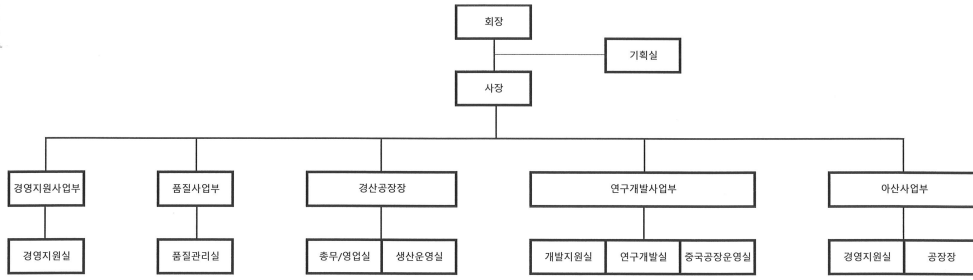 회장
기획실
사장
경영지원사업부
품질사업부
경산공장장
연구개발사업부
아산사업부
경영지원실
품질관리실
총무/영업실
생산운영실
개발지원실
연구개발실
중국공장운영실
경영지원실
공장장